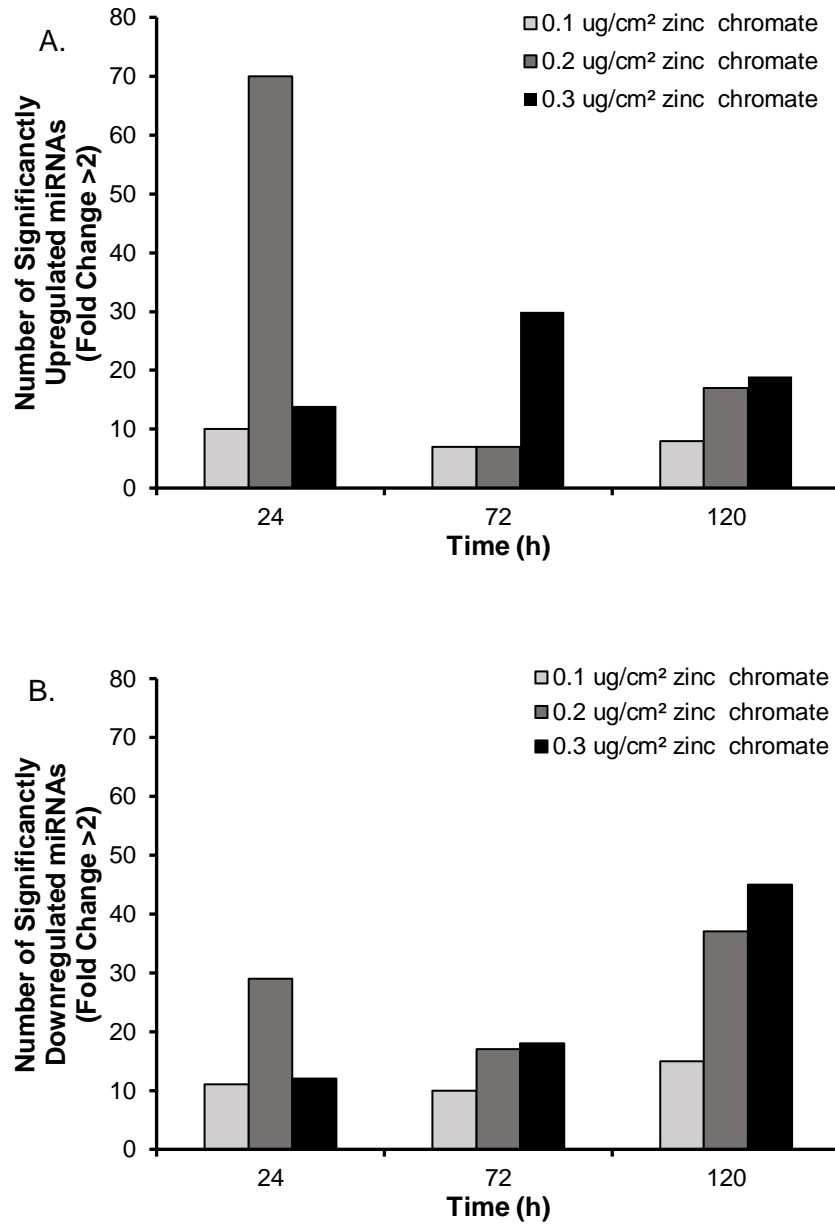 A.
Number of Significanctly
Upregulated miRNAs
(Fold Change >2)
80
70
60
50
40
30
20
10
0
0.1 ug/cm² zinc chromate
0.2 ug/cm² zinc chromate
0.3 ug/cm² zinc chromate
24 72 120
Time (h)
B.
Number of Significanctly
Downregulated miRNAs
(Fold Change >2)
80
70
60
50
40
30
20
10
0
0.1 ug/cm² zinc chromate
0.2 ug/cm² zinc chromate
0.3 ug/cm² zinc chromate
24 72 120
Time (h)